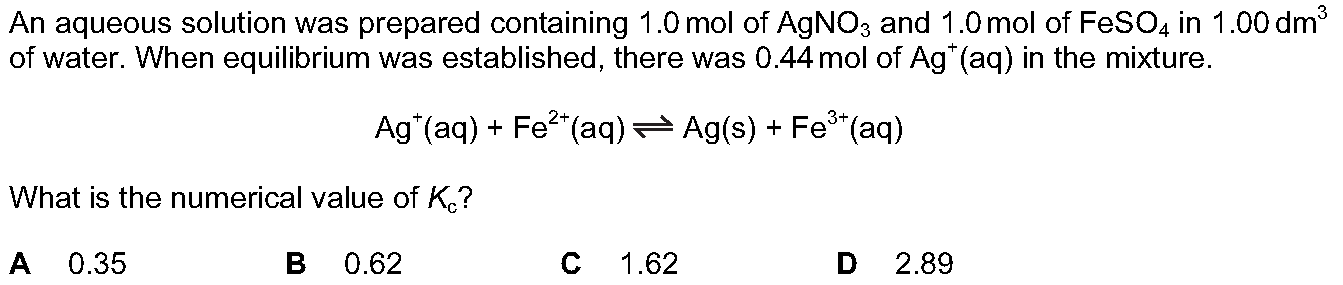 An aqueous solution was prepared containing 1.0 mol of AgNO₃ and 1.0 mol of FeSO₄ in 1.00 dm³
of water. When equilibrium was established, there was 0.44 mol of Ag⁺(aq) in the mixture.
Ag⁺(aq) + Fe²⁺(aq) ⇌ Ag(s) + Fe³⁺(aq)
What is the numerical value of K꜀?
A 0.35 B 0.62 C 1.62 D 2.89